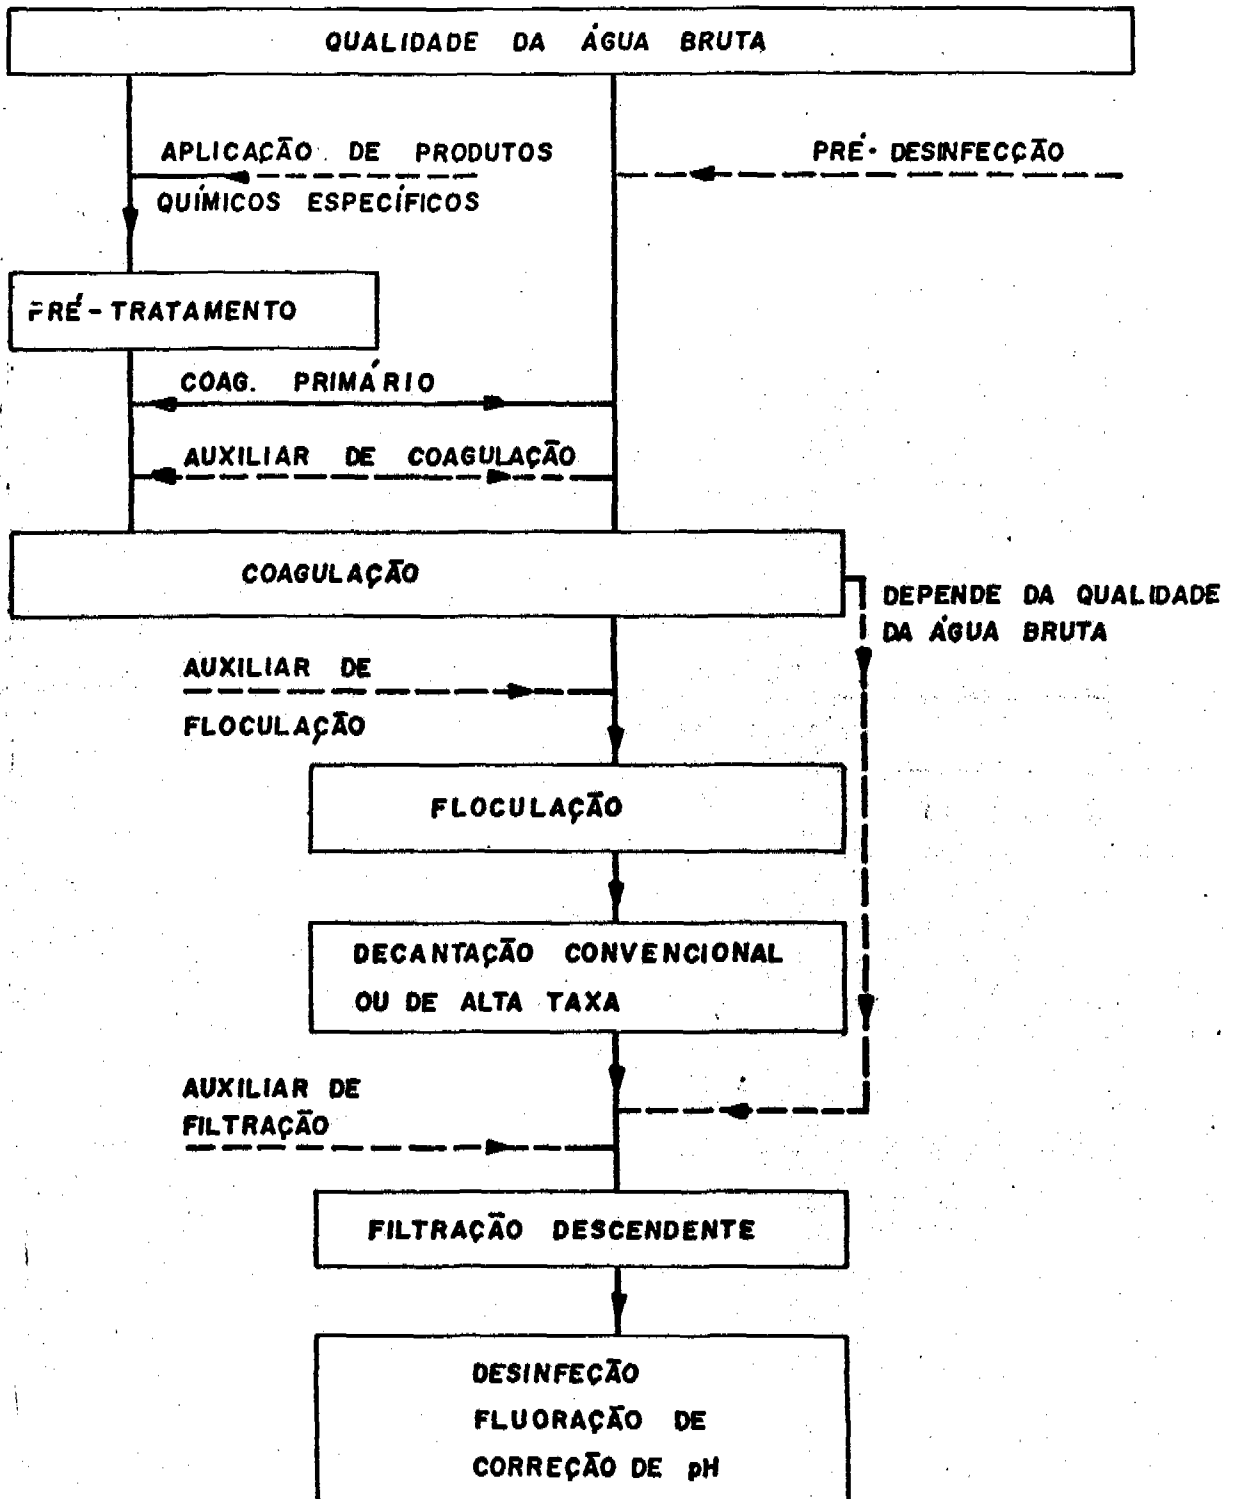 QUALIDADE DA ÁGUA BRUTA
APLICAÇÃO DE PRODUTOS
QUÍMICOS ESPECÍFICOS
PRÉ-DESINFECÇÃO
PRÉ-TRATAMENTO
COAG. PRIMÁRIO
AUXILIAR DE COAGULAÇÃO
COAGULAÇÃO
DEPENDE DA QUALIDADE
DA ÁGUA BRUTA
AUXILIAR DE
FLOCULAÇÃO
FLOCULAÇÃO
DECANTAÇÃO CONVENCIONAL
OU DE ALTA TAXA
AUXILIAR DE
FILTRAÇÃO
FILTRAÇÃO DESCENDENTE
DESINFEÇÃO
FLUORAÇÃO DE
CORREÇÃO DE pH